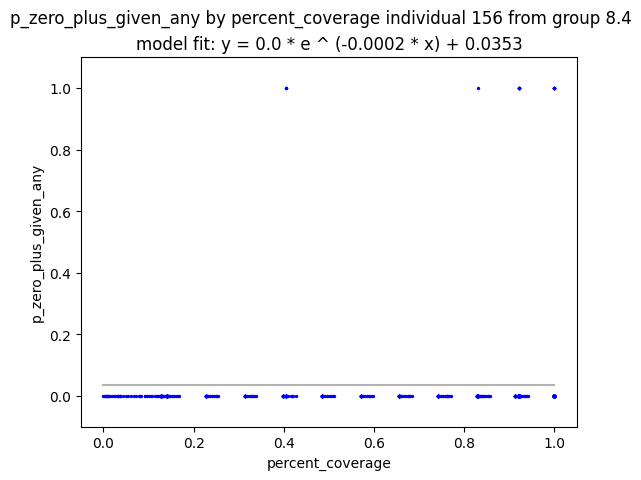 p_zero_plus_given_any by percent_coverage individual 156 from group 8.4
model fit: y = 0.0 * e ^ (-0.0002 * x) + 0.0353
p_zero_plus_given_any
1.0
0.8
0.6
0.4
0.2
0.0
0.0 0.2 0.4 0.6 0.8 1.0
percent_coverage